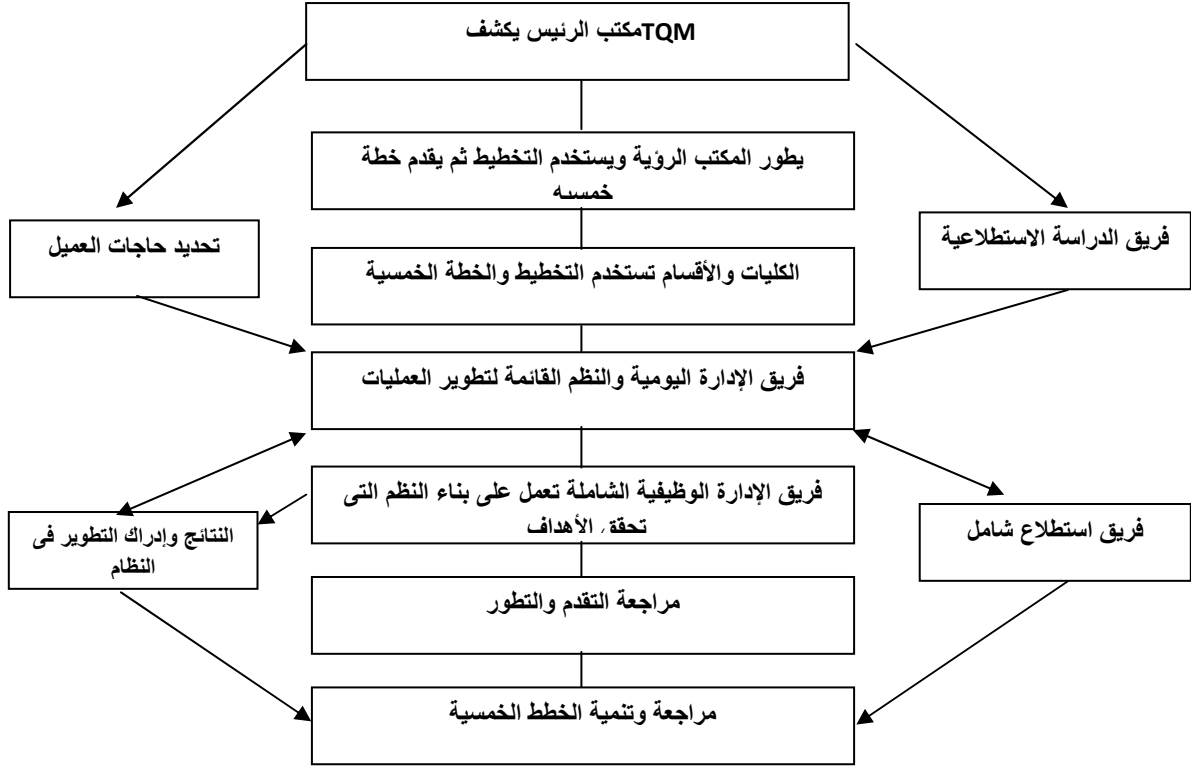 مكتب الرئيس يكشف TQM
يطور المكتب الرؤية ويستخدم التخطيط ثم يقدم خطة
خمسيه
فريق الدراسة الاستطلاعية
تحديد حاجات العميل
الكليات والأقسام تستخدم التخطيط والخطة الخمسية
فريق الإدارة اليومية والنظم القائمة لتطوير العمليات
فريق الإدارة الوظيفية الشاملة تعمل على بناء النظم التى
تحقق الأهداف
فريق استطلاع شامل
النتائج وإدراك التطوير فى
النظام
مراجعة التقدم والتطور
مراجعة وتنمية الخطط الخمسية